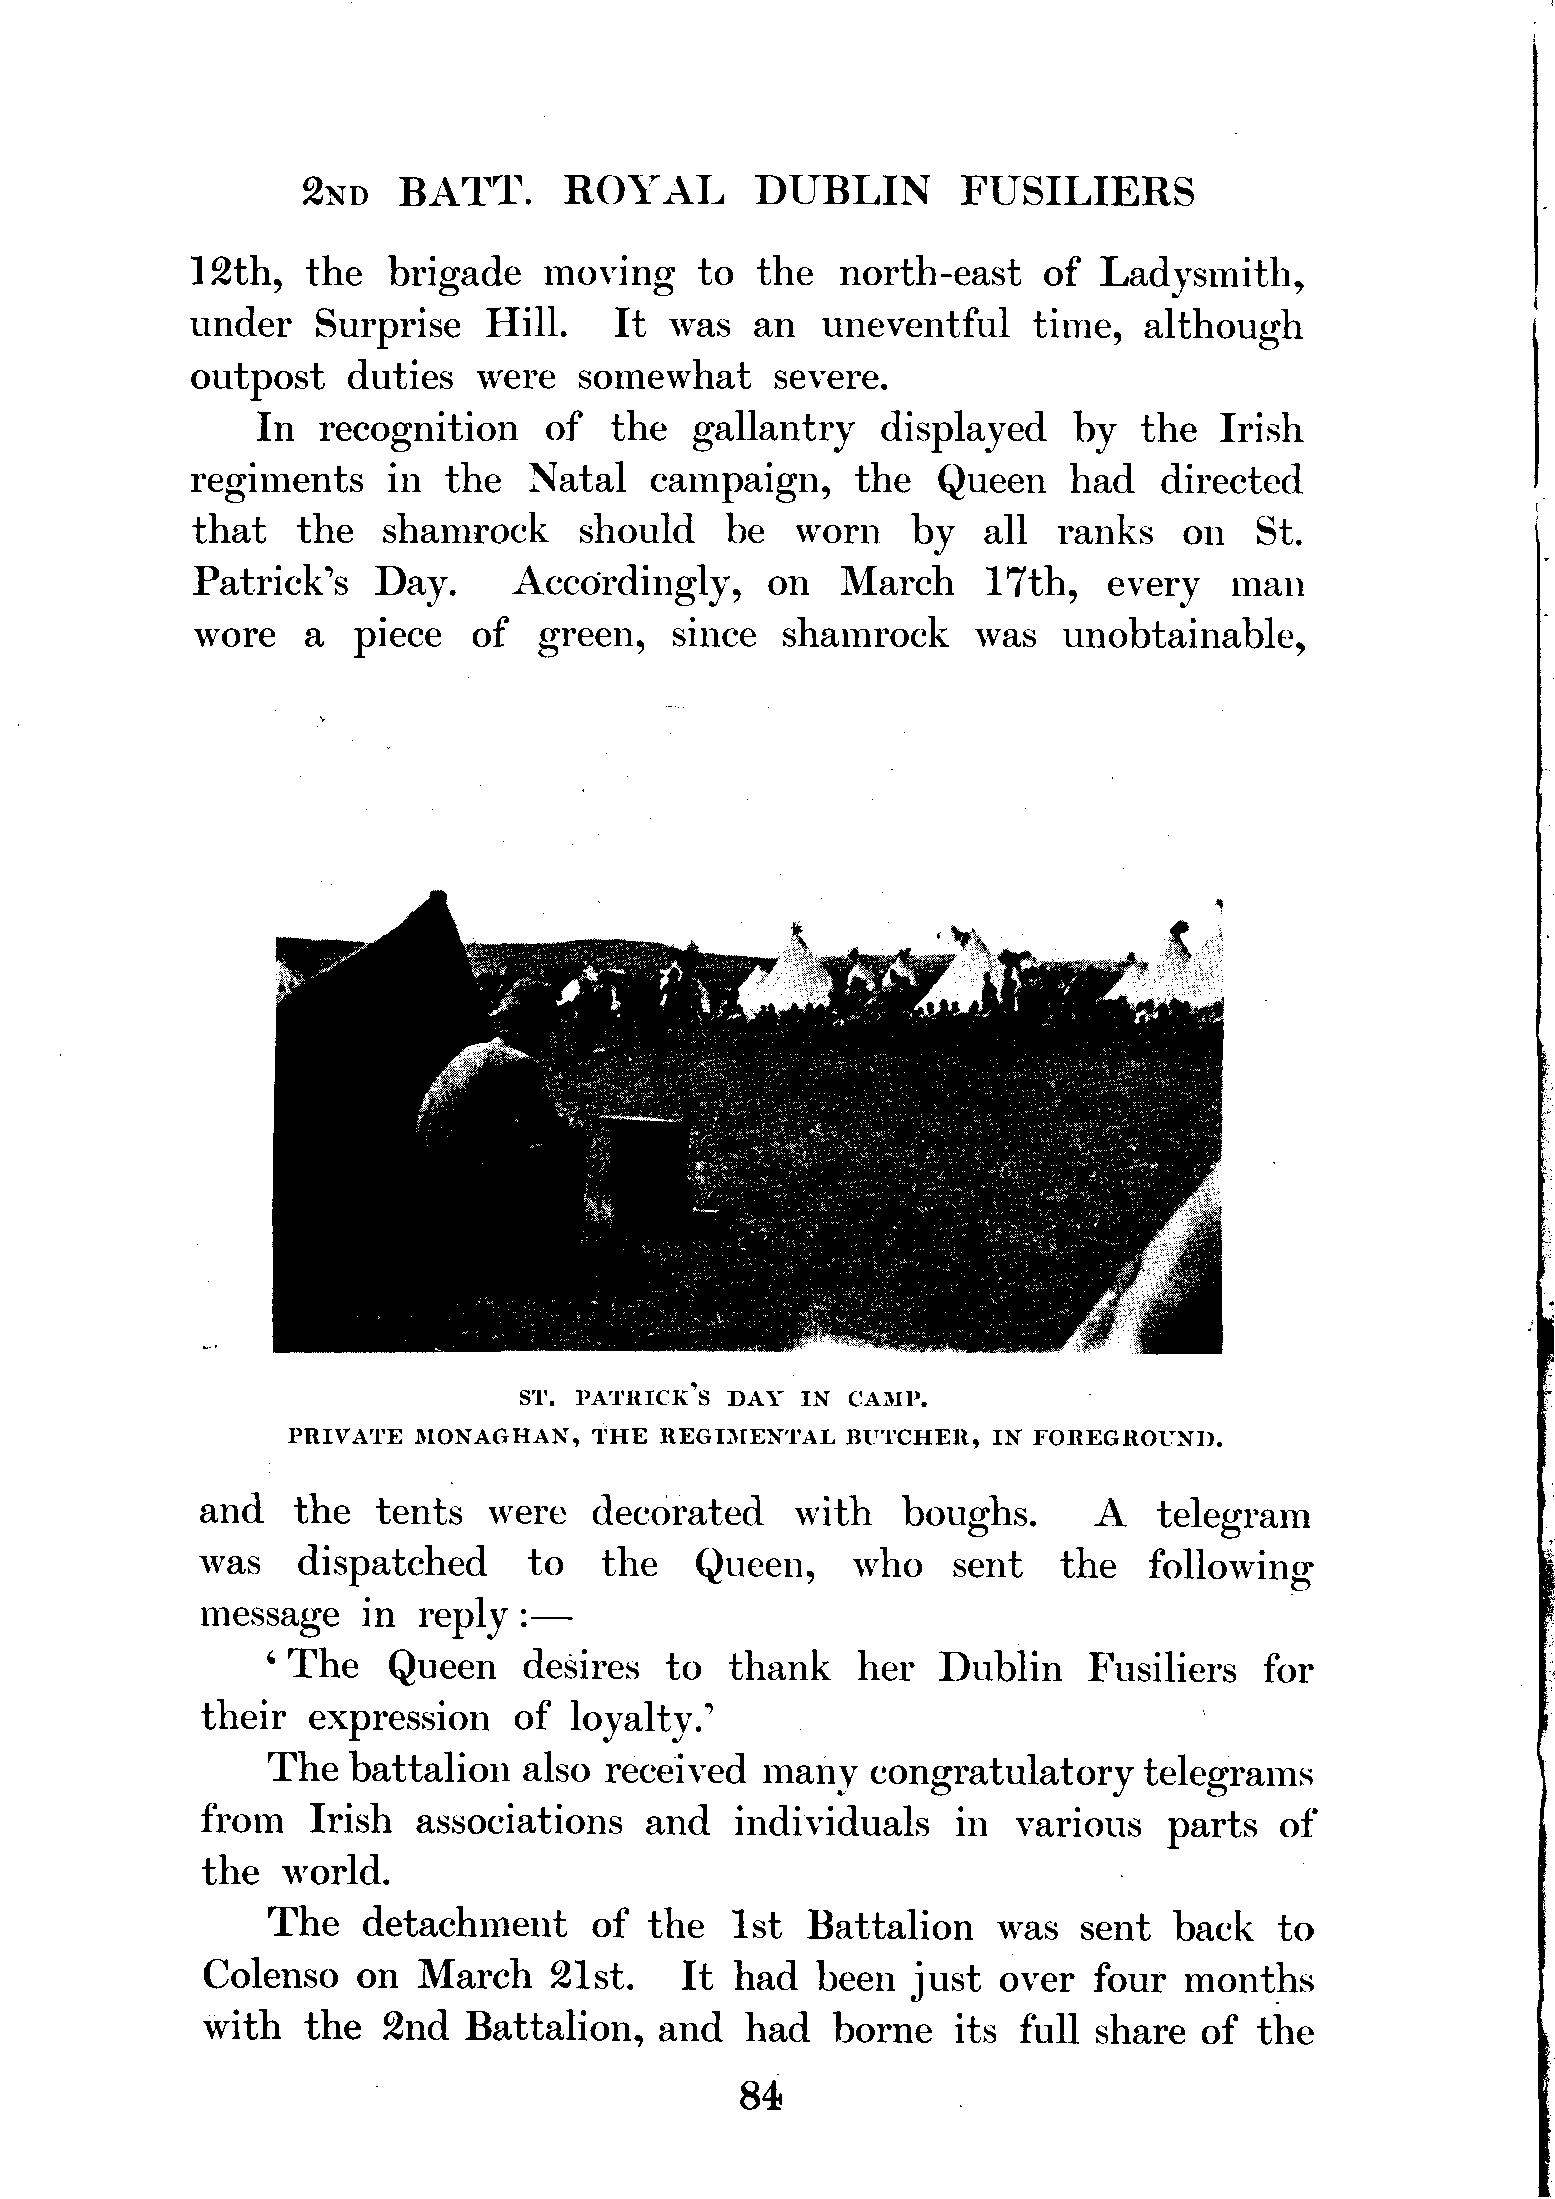 2ND BATT. ROYAL DUBLIN FUSILIERS
12th, the brigade moving to the north-east of Ladysmith,
under Surprise Hill. It was an uneventful time, although
outpost duties were somewhat severe.
In recognition of the gallantry displayed by the Irish
regiments in the Natal campaign, the Queen had directed
that the shamrock should be worn by all ranks on St.
Patrick's Day. Accordingly, on March 17th, every man
wore a piece of green, since shamrock was unobtainable,
ST. PATRICK'S DAY IN CAMP.
PRIVATE MONAGHAN, THE REGIMENTAL BUTCHER, IN FOREGROUND.
and the tents were decorated with boughs. A telegram
was dispatched to the Queen, who sent the following
message in reply :—
‘ The Queen desires to thank her Dublin Fusiliers for
their expression of loyalty.’
The battalion also received many congratulatory telegrams
from Irish associations and individuals in various parts of
the world.
The detachment of the 1st Battalion was sent back to
Colenso on March 21st. It had been just over four months
with the 2nd Battalion, and had borne its full share of the
84